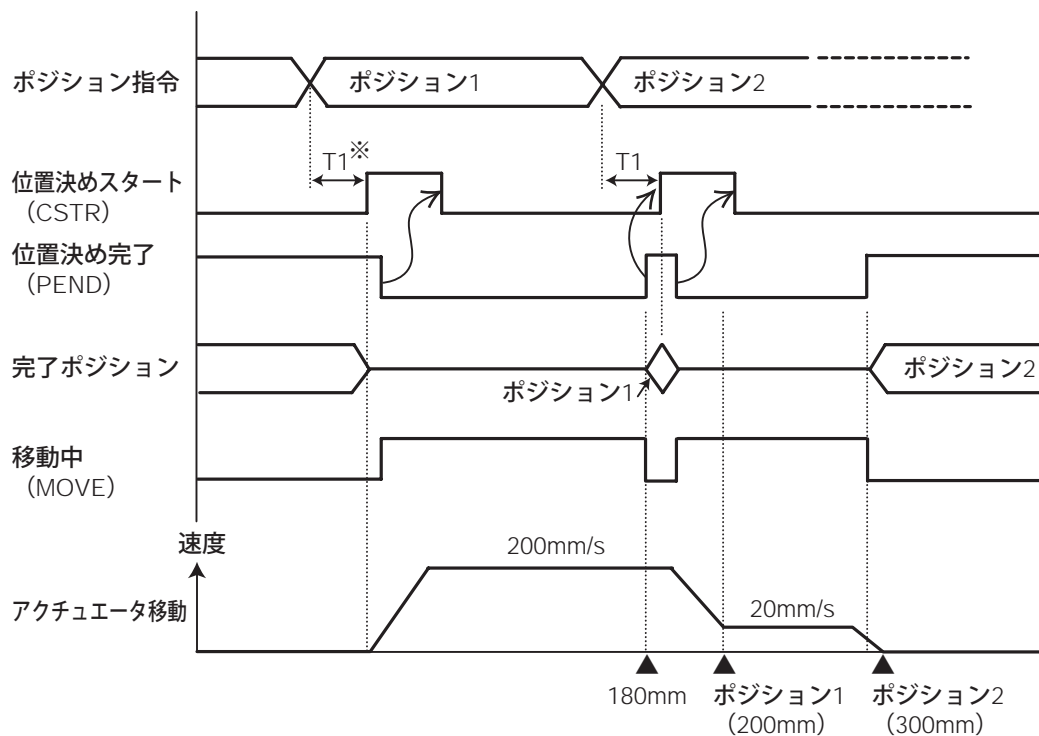 ポジション指令
ポジション1
ポジション2
T1※
T1
位置決めスタート
（CSTR）
位置決め完了
（PEND）
完了ポジション
ポジション1
ポジション2
移動中
（MOVE）
速度
200mm/s
アクチュエータ移動
20mm/s
180mm
ポジション1
（200mm）
ポジション2
（300mm）